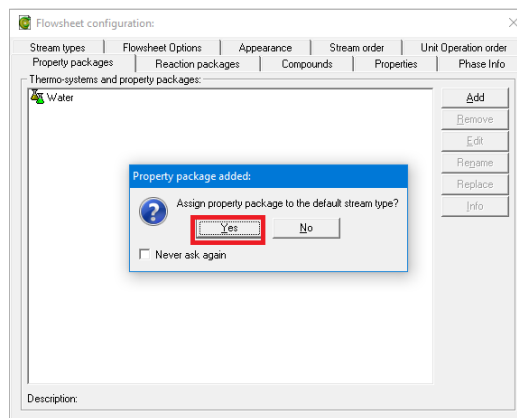 Flowsheet configuration:
Stream types Flowsheet Options Appearance Stream order Unit Operation order
Property packages Reaction packages Compounds Properties Phase Info
Thermo-systems and property packages:
Water
Add
Remove
Edit
Rename
Replace
Info
Property package added:
Assign property package to the default stream type?
Yes No
Never ask again
Description: